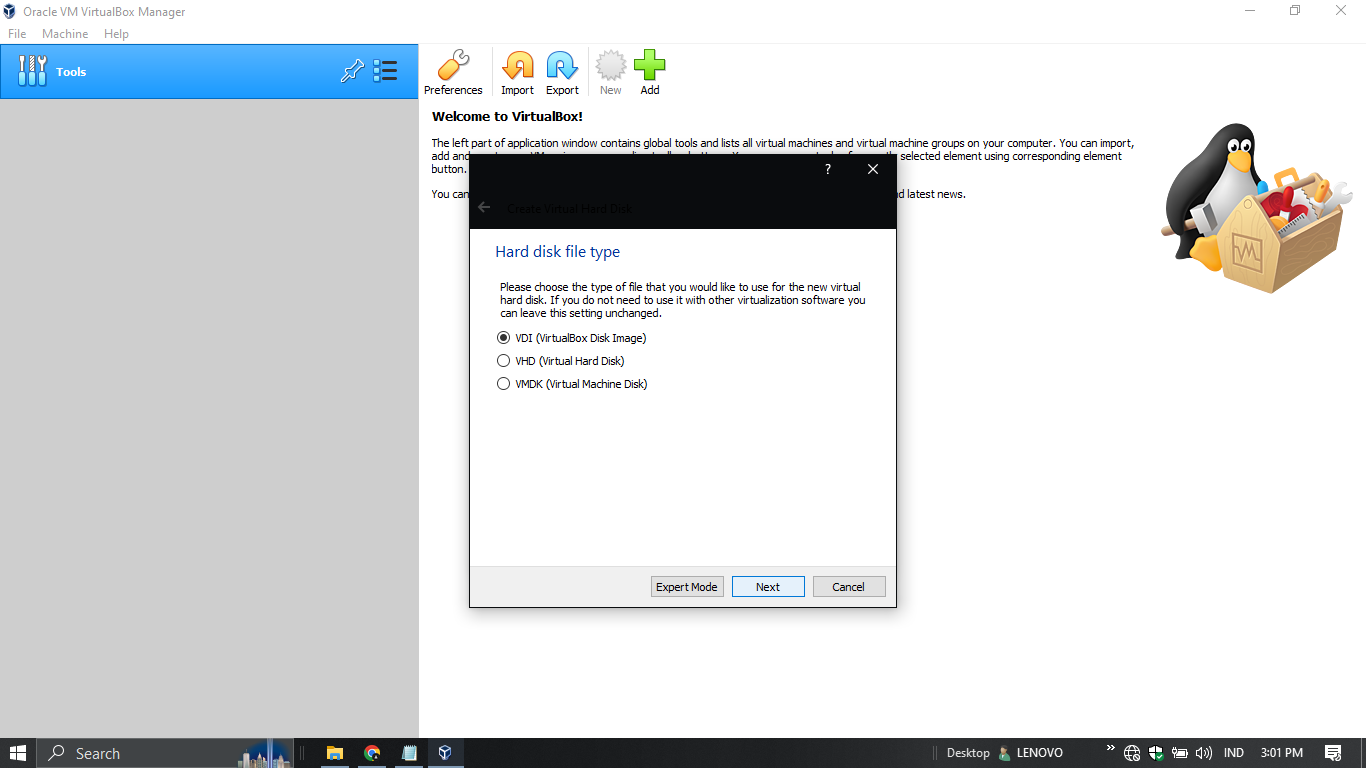 Oracle VM VirtualBox Manager
File Machine Help
Tools
Preferences Import Export New Add
Welcome to VirtualBox!
The left part of application window contains global tools and lists all virtual machines and virtual machine groups on your computer. You can import,
add and selected element using corresponding element
button.
You can nd latest news.
?
Create Virtual Hard Disk
Hard disk file type
Please choose the type of file that you would like to use for the new virtual
hard disk. If you do not need to use it with other virtualization software you
can leave this setting unchanged.
VDI (VirtualBox Disk Image)
VHD (Virtual Hard Disk)
VMDK (Virtual Machine Disk)
Expert Mode Next Cancel
Search
Desktop LENOVO IND 3:01 PM